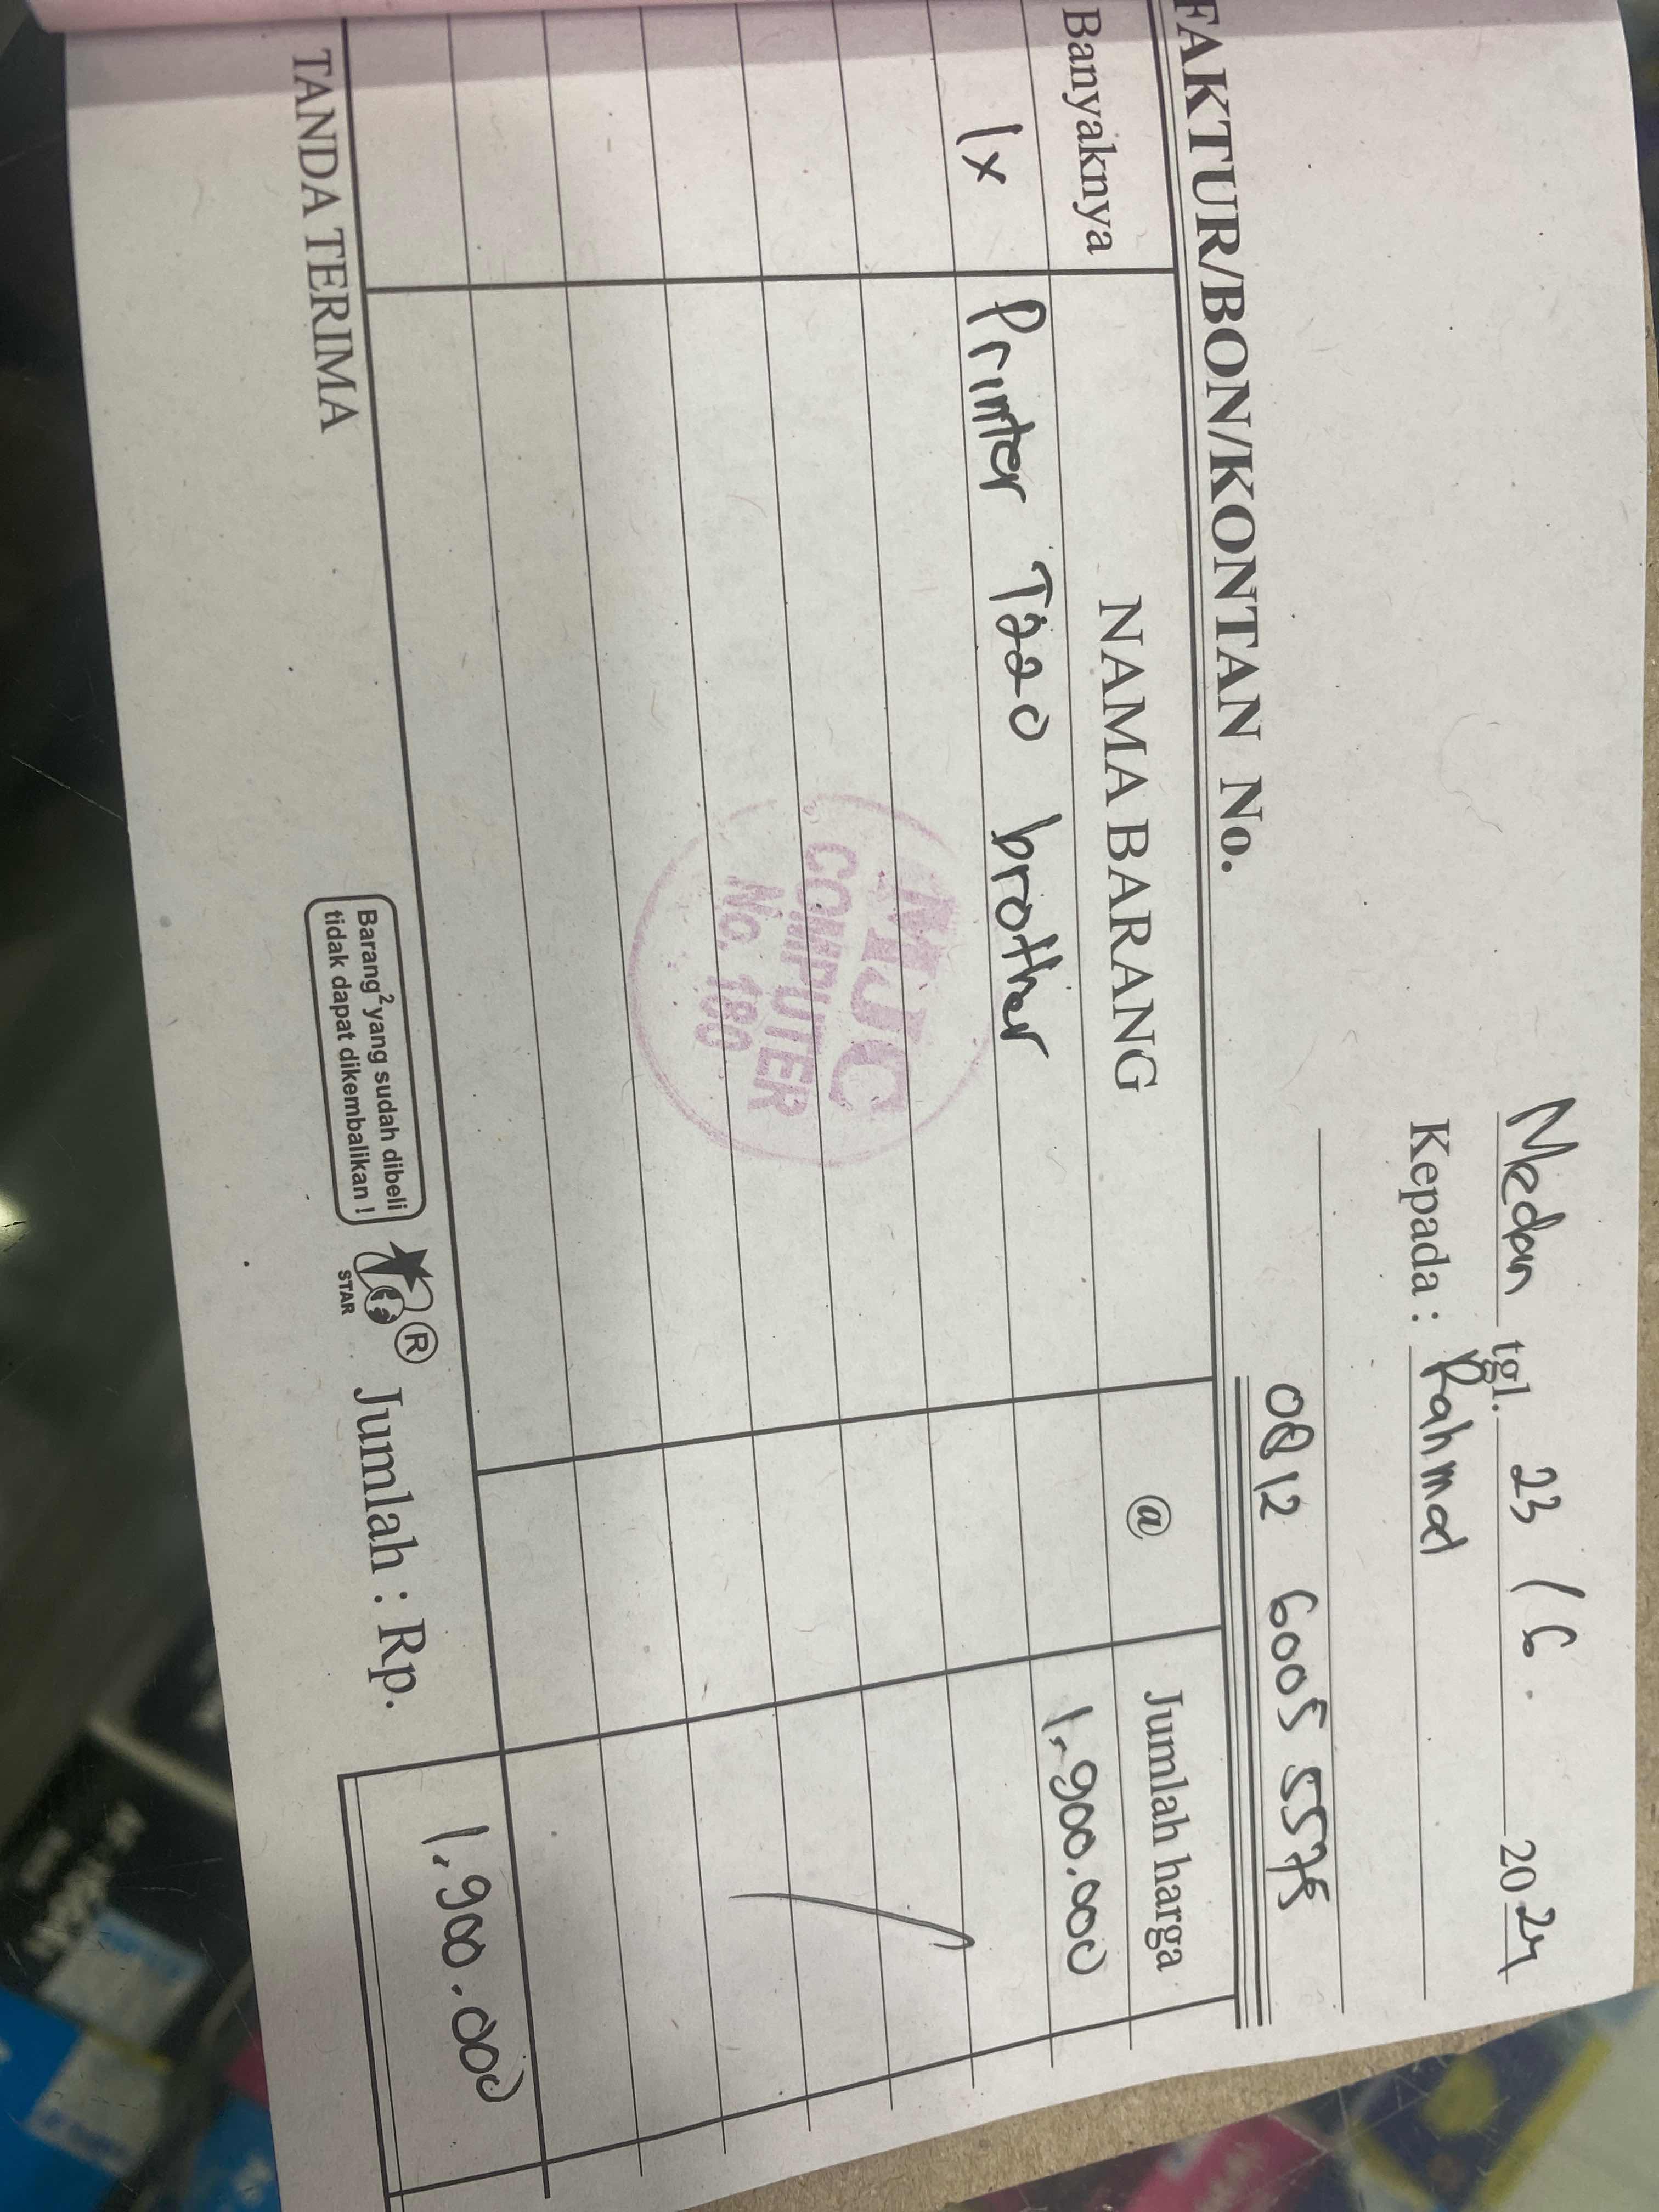 Medan tgl. 23 / 6. 2024
Kepada : Rahmad
0812 6005 5575
FAKTUR/BON/KONTAN No.
Banyaknya NAMA BARANG @ Jumlah harga
1x Printer T220 brother 1.900.000
MJC
COMPUTER
No. 180
TANDA TERIMA
Barang² yang sudah dibeli
tidak dapat dikembalikan !
®
STAR
Jumlah : Rp. 1.900.000